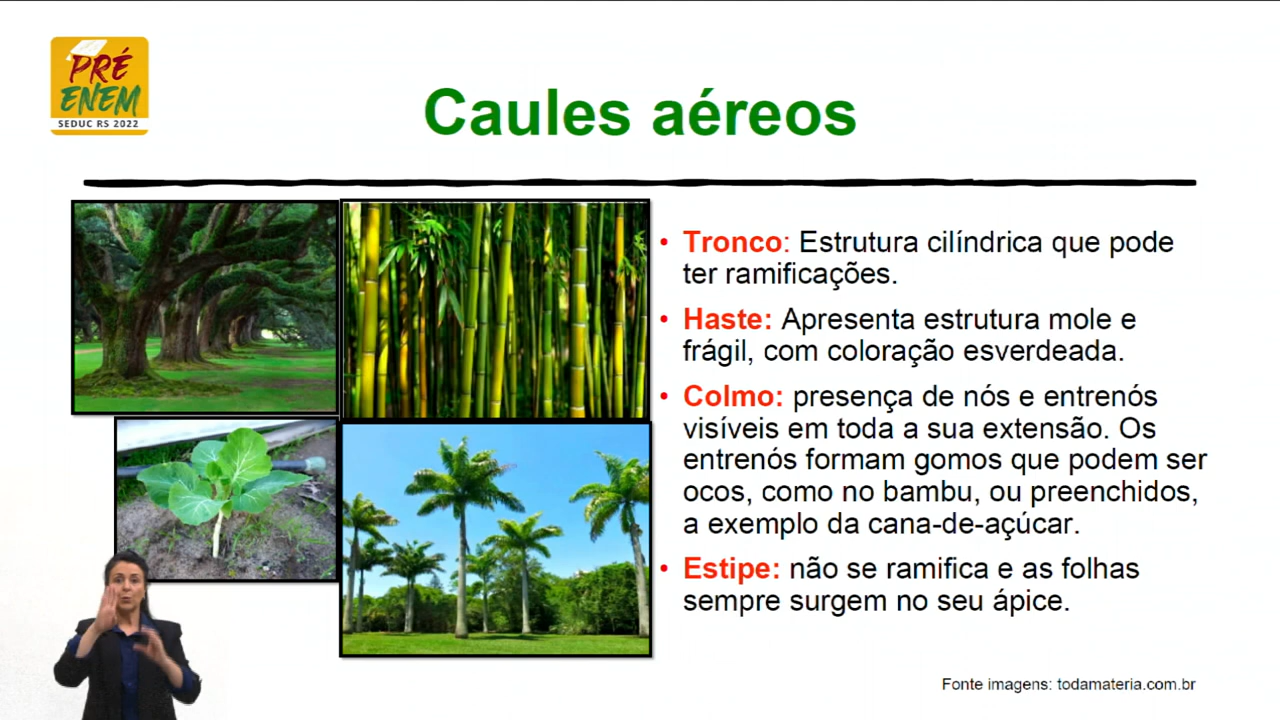 PRÉ
ENEM
SEDUC RS 2022
Caules aéreos
• Tronco: Estrutura cilíndrica que pode
ter ramificações.
• Haste: Apresenta estrutura mole e
frágil, com coloração esverdeada.
• Colmo: presença de nós e entrenós
visíveis em toda a sua extensão. Os
entrenós formam gomos que podem ser
ocos, como no bambu, ou preenchidos,
a exemplo da cana-de-açúcar.
• Estipe: não se ramifica e as folhas
sempre surgem no seu ápice.
Fonte imagens: todamateria.com.br